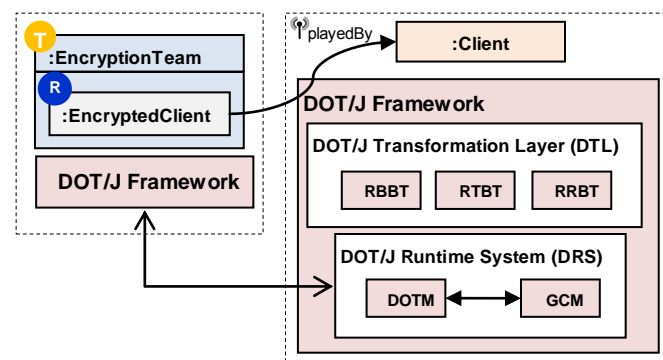 T
:EncryptionTeam
R
:EncryptedClient
DOT/J Framework
playedBy
:Client
DOT/J Framework
DOT/J Transformation Layer (DTL)
RBBT RTBT RRBT
DOT/J Runtime System (DRS)
DOTM GCM